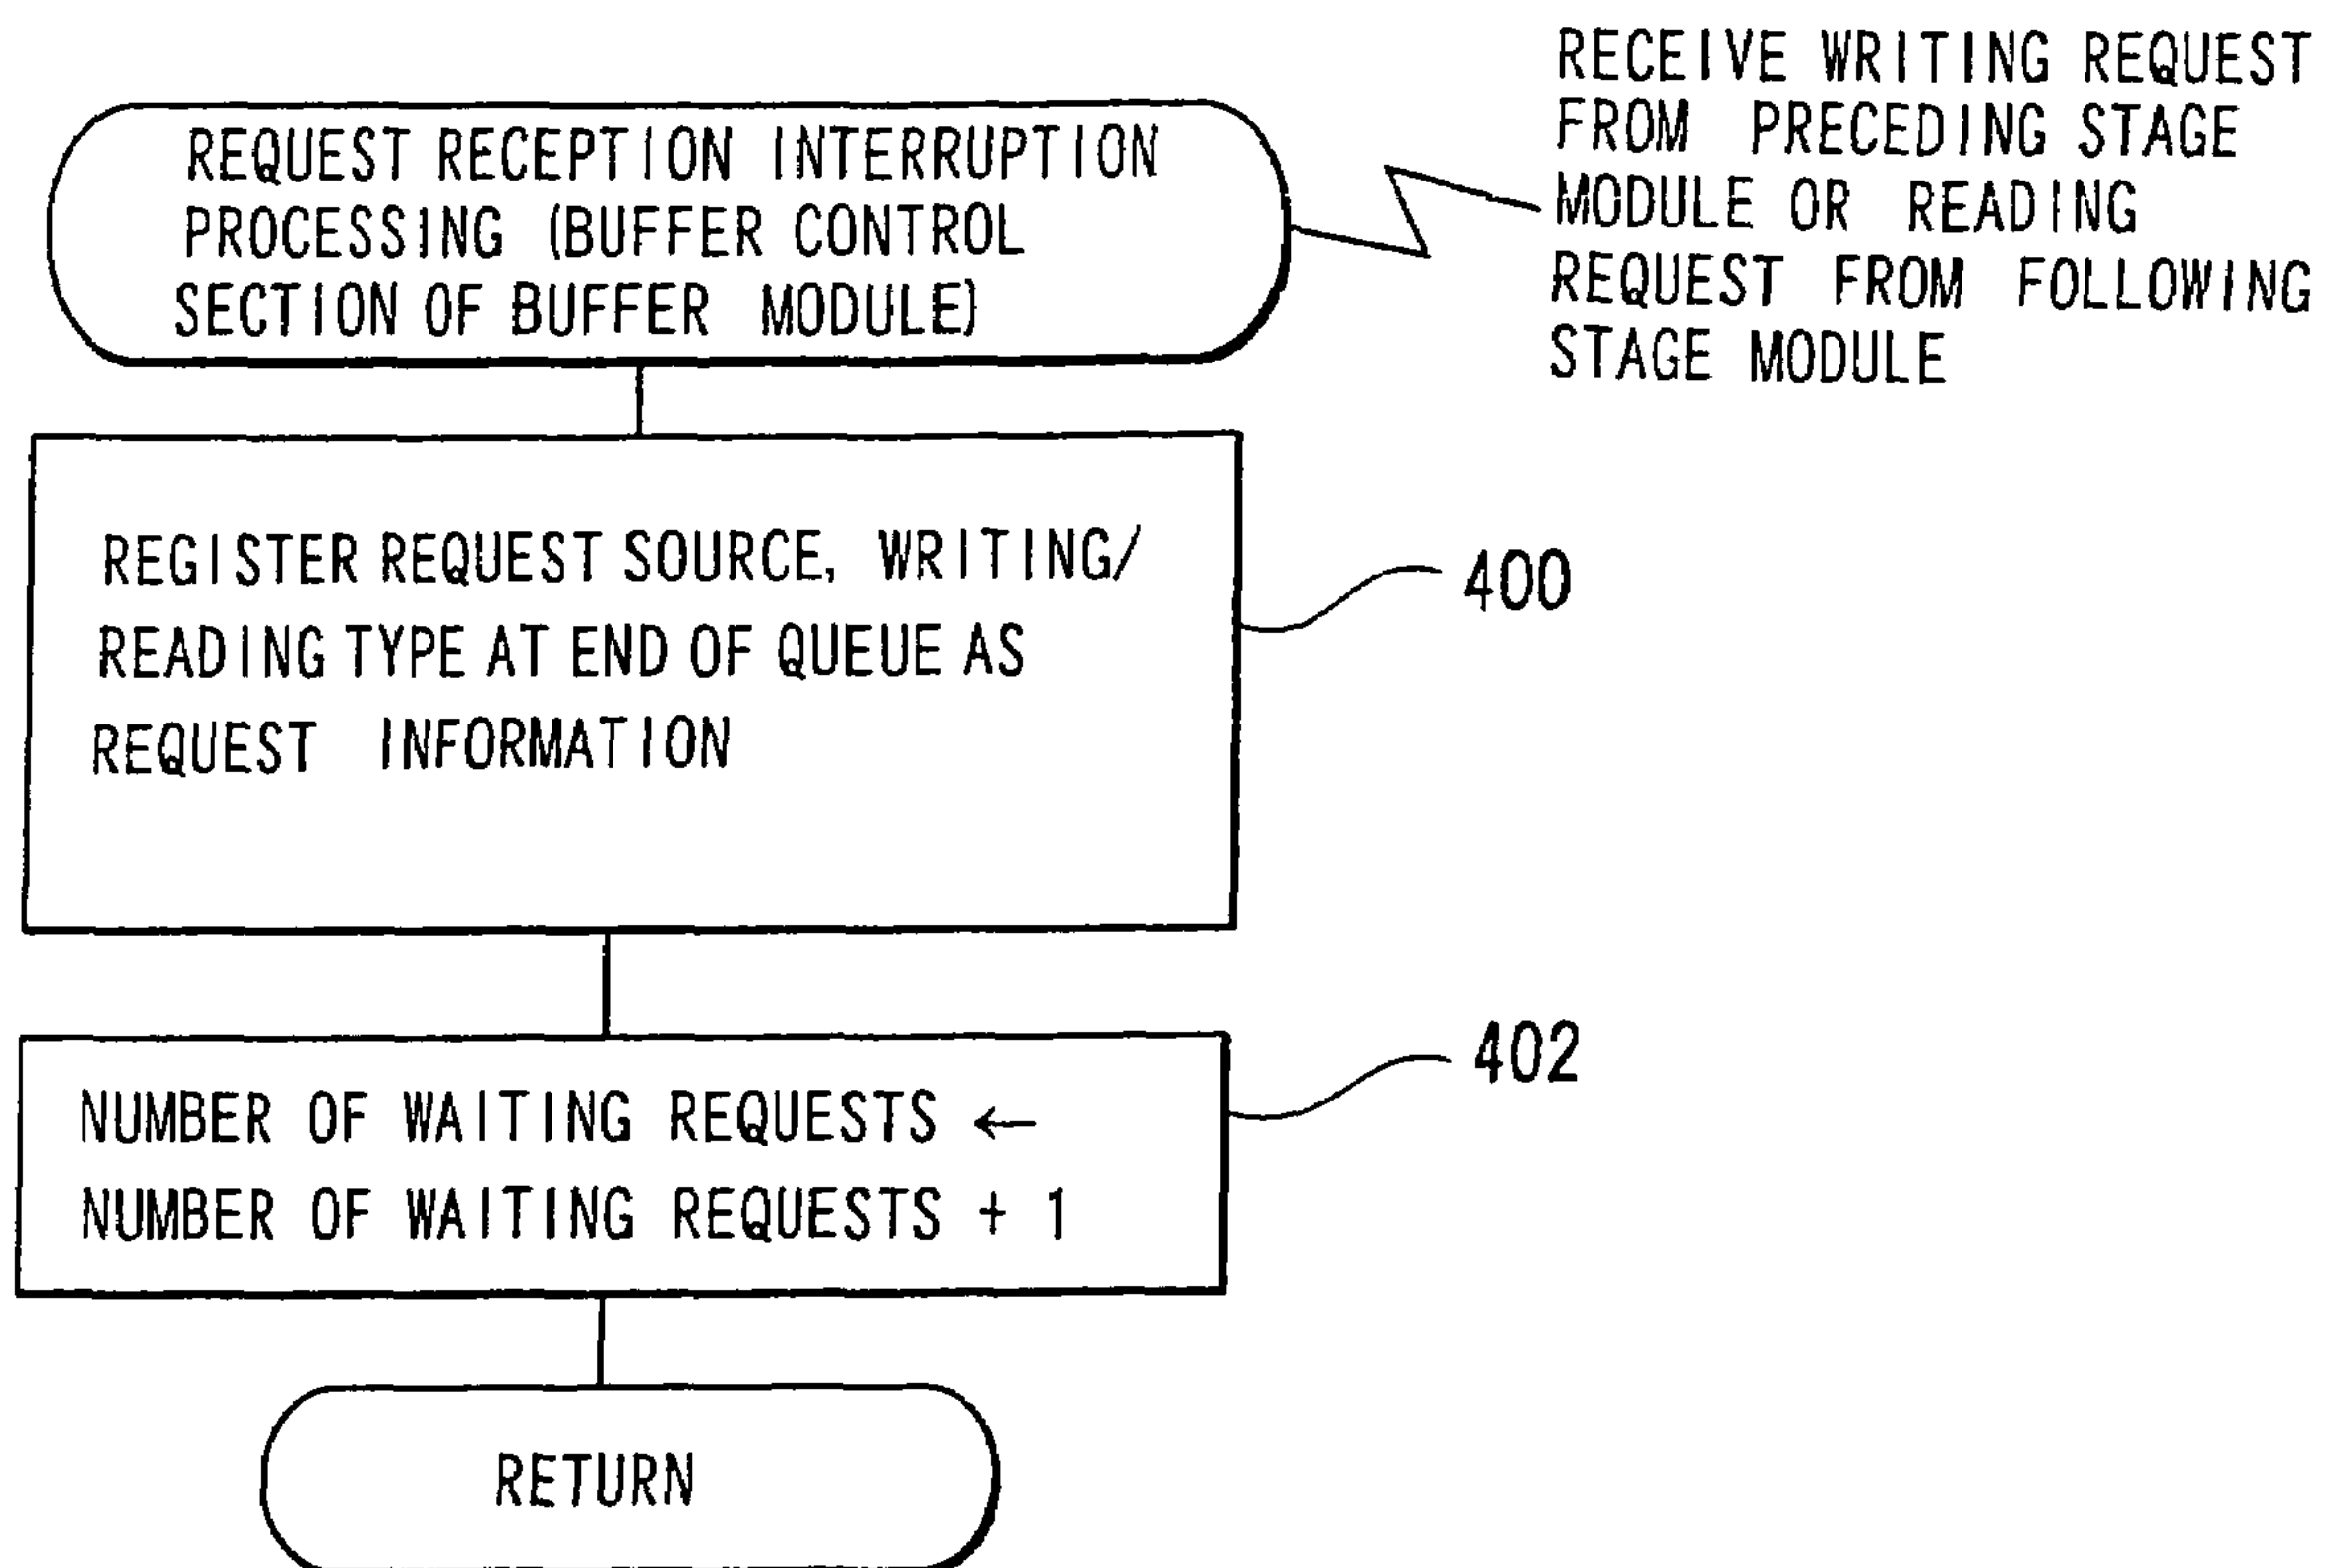 REQUEST RECEPTION INTERRUPTION
PROCESSING (BUFFER CONTROL
SECTION OF BUFFER MODULE)
RECEIVE WRITING REQUEST
FROM PRECEDING STAGE
MODULE OR READING
REQUEST FROM FOLLOWING
STAGE MODULE
REGISTER REQUEST SOURCE, WRITING/
READING TYPE AT END OF QUEUE AS
REQUEST INFORMATION
400
NUMBER OF WAITING REQUESTS ←
NUMBER OF WAITING REQUESTS + 1
402
RETURN